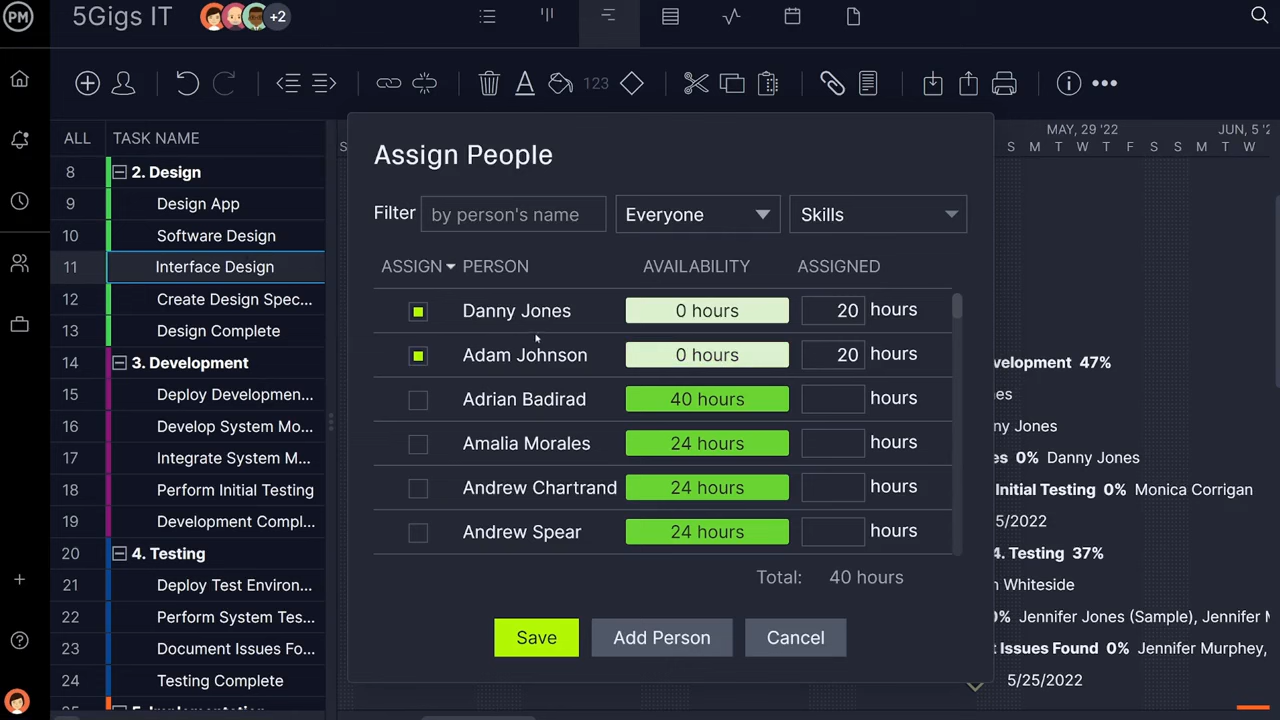 PM
5Gigs IT
+2
123
ALL TASK NAME
8 2. Design
9 Design App
10 Software Design
11 Interface Design
12 Create Design Spec...
13 Design Complete
14 3. Development
15 Deploy Developmen...
16 Develop System Mo...
17 Integrate System M...
18 Perform Initial Testing
19 Development Compl...
20 4. Testing
21 Deploy Test Environ...
22 Perform System Tes...
23 Document Issues Fo...
24 Testing Complete
Assign People
Filter by person's name Everyone Skills
ASSIGN PERSON AVAILABILITY ASSIGNED
Danny Jones 0 hours 20 hours
Adam Johnson 0 hours 20 hours
Adrian Badirad 40 hours hours
Amalia Morales 24 hours hours
Andrew Chartrand 24 hours hours
Andrew Spear 24 hours hours
Total: 40 hours
Save Add Person Cancel
S
MAY, 29 '22 JUN, 5 '2
S M T W T F S S M T W
velopment 47%
es
ny Jones
es 0% Danny Jones
Initial Testing 0% Monica Corrigan
/25/2022
4. Testing 37%
n Whiteside
0% Jennifer Jones (Sample), Jennifer M
t Issues Found 0% Jennifer Murphey,
5/25/2022